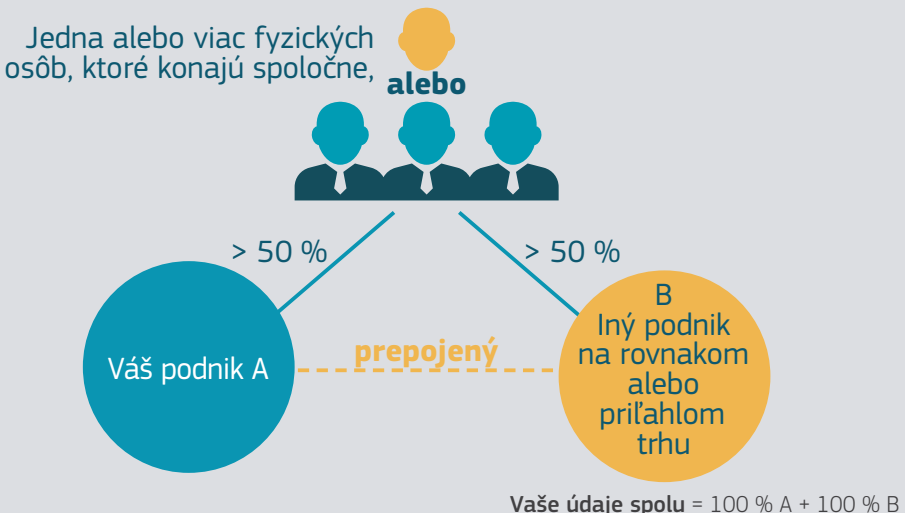 Jedna alebo viac fyzických
osôb, ktoré konajú spoločne,
alebo
> 50 %
> 50 %
Váš podnik A
prepojený
B
Iný podnik
na rovnakom
alebo
priľahlom
trhu
Vaše údaje spolu = 100 % A + 100 % B